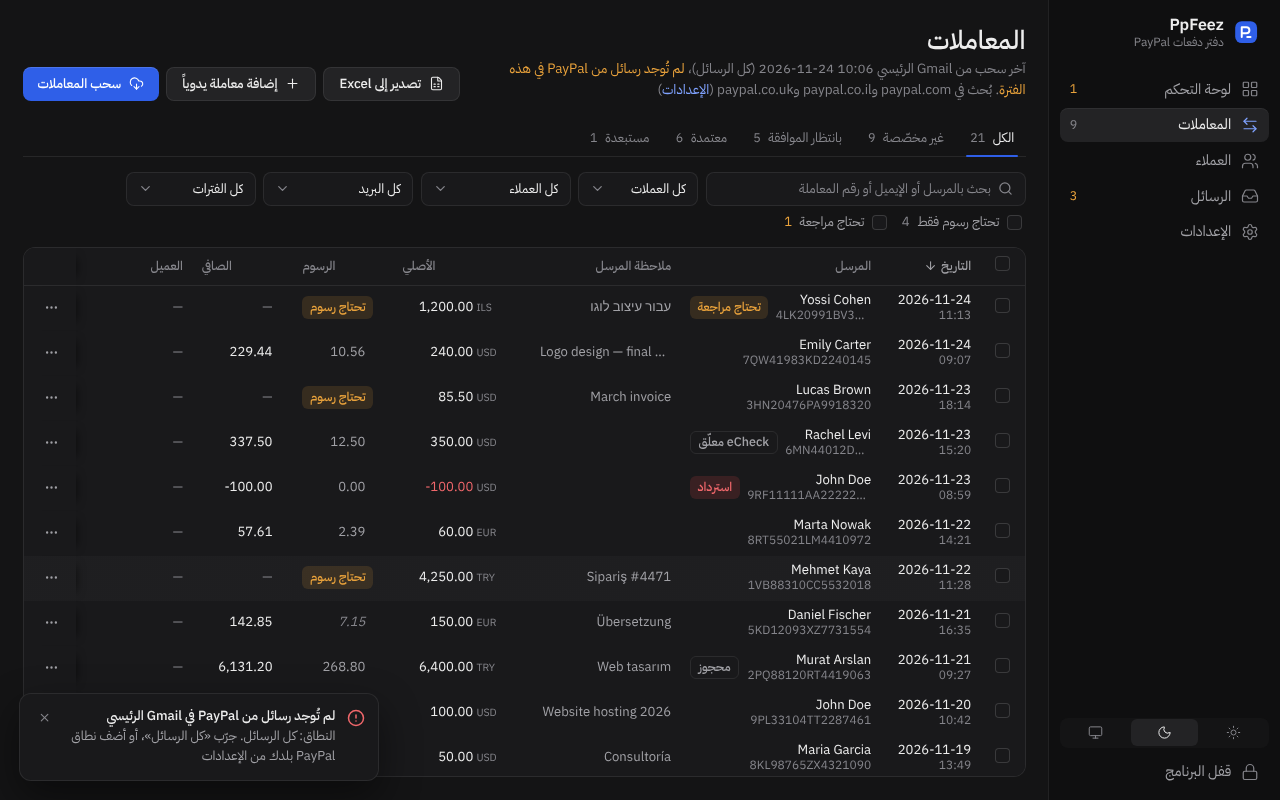 PpFeez
دفتر دفعات PayPal
لوحة التحكم 1
المعاملات 9
العملاء
الرسائل 3
الإعدادات
قفل البرنامج
المعاملات
آخر سحب من Gmail الرئيسي 10:06 2026-11-24 (كل الرسائل)، لم تُوجد رسائل من PayPal في هذه
الفترة. بُحث في paypal.com وpaypal.co.il وpaypal.co.uk (الإعدادات)
تصدير إلى Excel
إضافة معاملة يدوياً
سحب المعاملات
الكل 21 غير مخصّصة 9 بانتظار الموافقة 5 معتمدة 6 مستبعدة 1
بحث بالمرسل أو الإيميل أو رقم المعاملة
كل العملات
كل العملاء
كل البريد
كل الفترات
تحتاج رسوم فقط 4 تحتاج مراجعة 1
التاريخ ↓ المرسل ملاحظة المرسل الأصلي الرسوم الصافي العميل
2026-11-24 Yossi Cohen تحتاج مراجعة עבור עיצוב לוגו 1,200.00 ILS تحتاج رسوم — —
11:13 4LK20991BV3...
2026-11-24 Emily Carter Logo design — final ... 240.00 USD 10.56 229.44 —
09:07 7QW41983KD2240145
2026-11-23 Lucas Brown March invoice 85.50 USD تحتاج رسوم — —
18:14 3HN20476PA9918320
2026-11-23 Rachel Levi eCheck معلّق 350.00 USD 12.50 337.50 —
15:20 6MN44012D...
2026-11-23 John Doe استرداد -100.00 USD 0.00 -100.00 —
08:59 9RF11111AA22222...
2026-11-22 Marta Nowak 60.00 EUR 2.39 57.61 —
14:21 8RT55021LM4410972
2026-11-22 Mehmet Kaya Sipariş #4471 4,250.00 TRY تحتاج رسوم — —
11:28 1VB88310CC5532018
2026-11-21 Daniel Fischer Übersetzung 150.00 EUR 7.15 142.85 —
16:35 5KD12093XZ7731554
2026-11-21 Murat Arslan محجوز Web tasarım 6,400.00 TRY 268.80 6,131.20 —
09:27 2PQ88120RT4419063
2026-11-20 John Doe Website hosting 2026 100.00 USD
10:42 9PL33104TT2287461
2026-11-19 Maria Garcia Consultoría 50.00 USD
13:49 8KL98765ZX4321090
لم تُوجد رسائل من PayPal في Gmail الرئيسي
النطاق: كل الرسائل. جرّب «كل الرسائل»، أو أضف نطاق
PayPal بلدك من الإعدادات